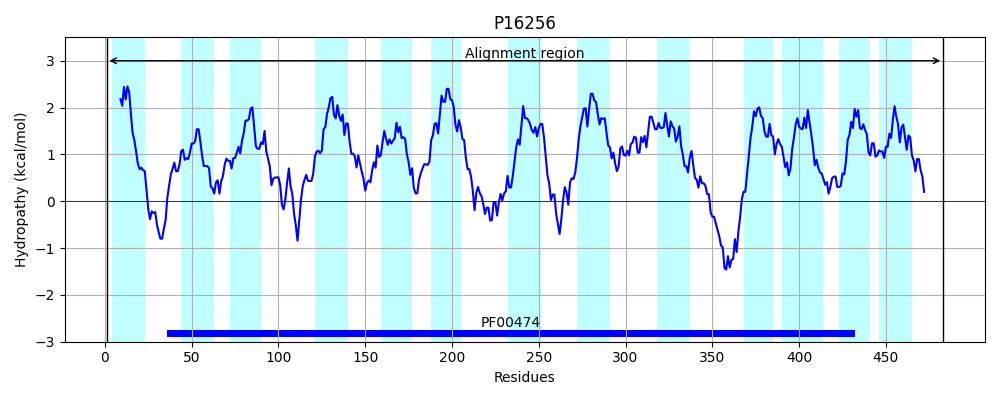 P16256
Alignment region
Hydropathy (kcal/mol)
3
2
1
0
−1
−2
−3
PF00474
0 50 100 150 200 250 300 350 400 450
Residues